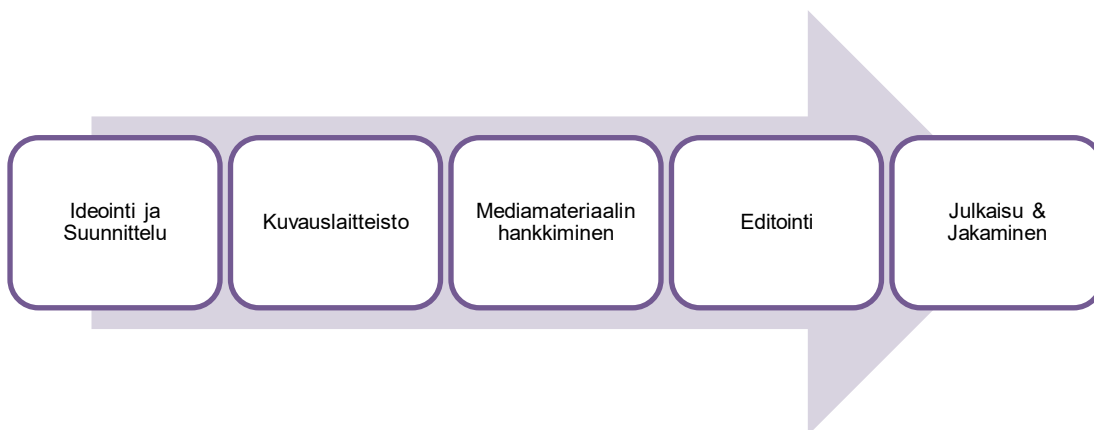 Ideointi ja
Suunnittelu
Kuvauslaitteisto
Mediamateriaalin
hankkiminen
Editointi
Julkaisu &
Jakaminen